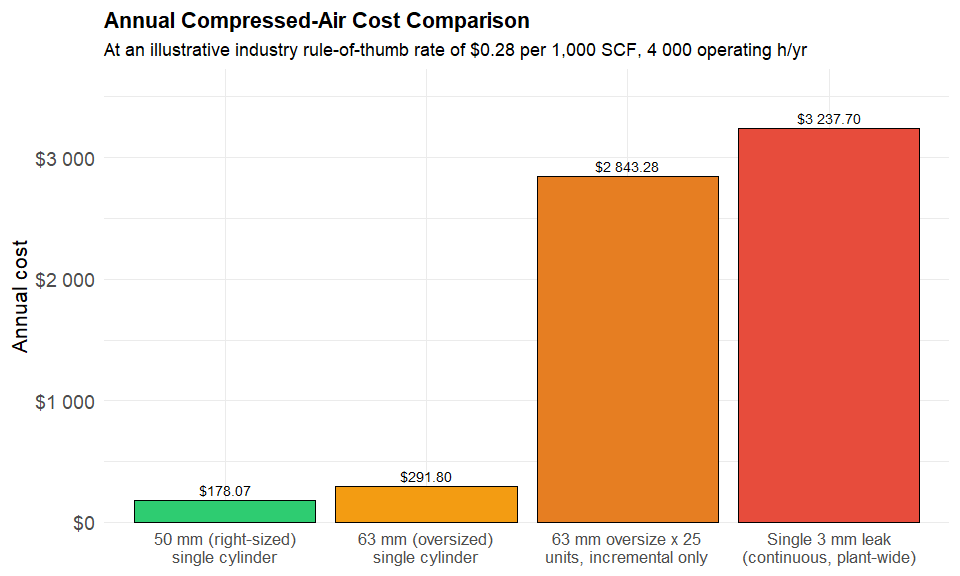 Annual Compressed-Air Cost Comparison
At an illustrative industry rule-of-thumb rate of $0.28 per 1,000 SCF, 4 000 operating h/yr
Annual cost
$3 000
$2 000
$1 000
$0
$178.07
$291.80
$2 843.28
$3 237.70
50 mm (right-sized)
single cylinder
63 mm (oversized)
single cylinder
63 mm oversize x 25
units, incremental only
Single 3 mm leak
(continuous, plant-wide)